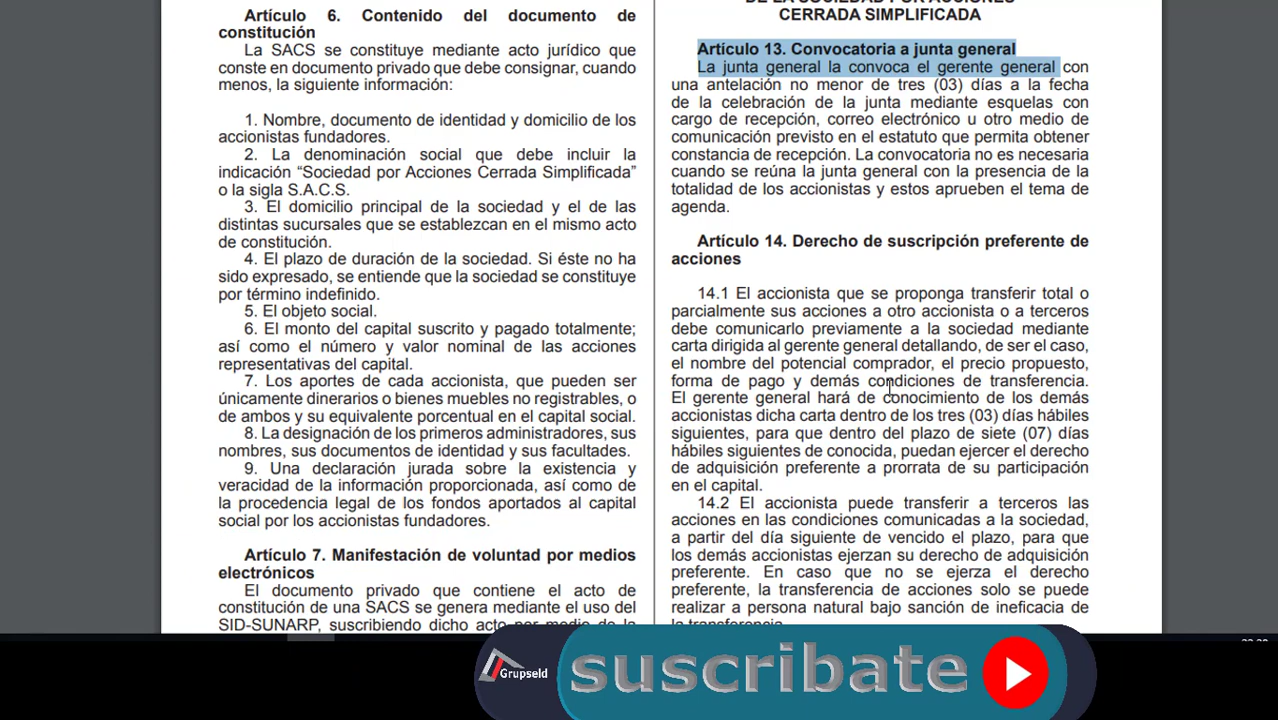 Artículo 6. Contenido del documento de
constitución
La SACS se constituye mediante acto jurídico que
conste en documento privado que debe consignar, cuando
menos, la siguiente información:
1. Nombre, documento de identidad y domicilio de los
accionistas fundadores.
2. La denominación social que debe incluir la
indicación “Sociedad por Acciones Cerrada Simplificada”
o la sigla S.A.C.S.
3. El domicilio principal de la sociedad y el de las
distintas sucursales que se establezcan en el mismo acto
de constitución.
4. El plazo de duración de la sociedad. Si éste no ha
sido expresado, se entiende que la sociedad se constituye
por término indefinido.
5. El objeto social.
6. El monto del capital suscrito y pagado totalmente;
así como el número y valor nominal de las acciones
representativas del capital.
7. Los aportes de cada accionista, que pueden ser
únicamente dinerarios o bienes muebles no registrables, o
de ambos y su equivalente porcentual en el capital social.
8. La designación de los primeros administradores, sus
nombres, sus documentos de identidad y sus facultades.
9. Una declaración jurada sobre la existencia y
veracidad de la información proporcionada, así como de
la procedencia legal de los fondos aportados al capital
social por los accionistas fundadores.
Artículo 7. Manifestación de voluntad por medios
electrónicos
El documento privado que contiene el acto de
constitución de una SACS se genera mediante el uso del
SID-SUNARP, suscribiendo dicho acto por medio de la
DE LA SOCIEDAD POR ACCIONES
CERRADA SIMPLIFICADA
Artículo 13. Convocatoria a junta general
La junta general la convoca el gerente general con
una antelación no menor de tres (03) días a la fecha
de la celebración de la junta mediante esquelas con
cargo de recepción, correo electrónico u otro medio de
comunicación previsto en el estatuto que permita obtener
constancia de recepción. La convocatoria no es necesaria
cuando se reúna la junta general con la presencia de la
totalidad de los accionistas y estos aprueben el tema de
agenda.
Artículo 14. Derecho de suscripción preferente de
acciones
14.1 El accionista que se proponga transferir total o
parcialmente sus acciones a otro accionista o a terceros
debe comunicarlo previamente a la sociedad mediante
carta dirigida al gerente general detallando, de ser el caso,
el nombre del potencial comprador, el precio propuesto,
forma de pago y demás condiciones de transferencia.
El gerente general hará de conocimiento de los demás
accionistas dicha carta dentro de los tres (03) días hábiles
siguientes, para que dentro del plazo de siete (07) días
hábiles siguientes de conocida, puedan ejercer el derecho
de adquisición preferente a prorrata de su participación
en el capital.
14.2 El accionista puede transferir a terceros las
acciones en las condiciones comunicadas a la sociedad,
a partir del día siguiente de vencido el plazo, para que
los demás accionistas ejerzan su derecho de adquisición
preferente. En caso que no se ejerza el derecho
preferente, la transferencia de acciones solo se puede
realizar a persona natural bajo sanción de ineficacia de
la transferencia.
Grupseld
suscribate